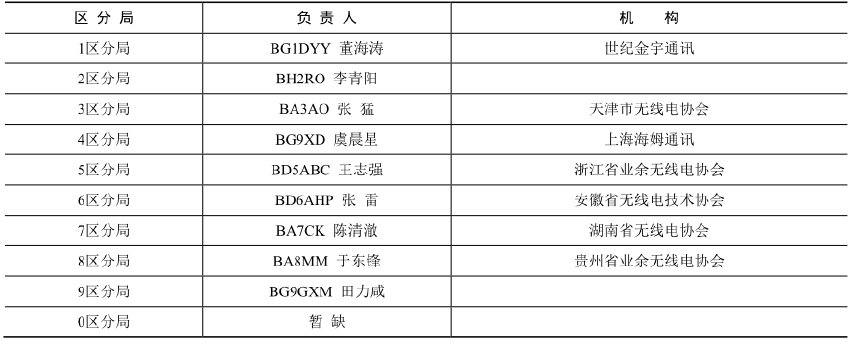 区 分 局 负 责 人 机 构
1区分局 BG1DYY 董海涛 世纪金宇通讯
2区分局 BH2RO 李青阳
3区分局 BA3AO 张 猛 天津市无线电协会
4区分局 BG9XD 虞晨星 上海海姆通讯
5区分局 BD5ABC 王志强 浙江省业余无线电协会
6区分局 BD6AHP 张 雷 安徽省无线电技术协会
7区分局 BA7CK 陈清澈 湖南省无线电协会
8区分局 BA8MM 于东锋 贵州省业余无线电协会
9区分局 BG9GXM 田力咸
0区分局 暂 缺